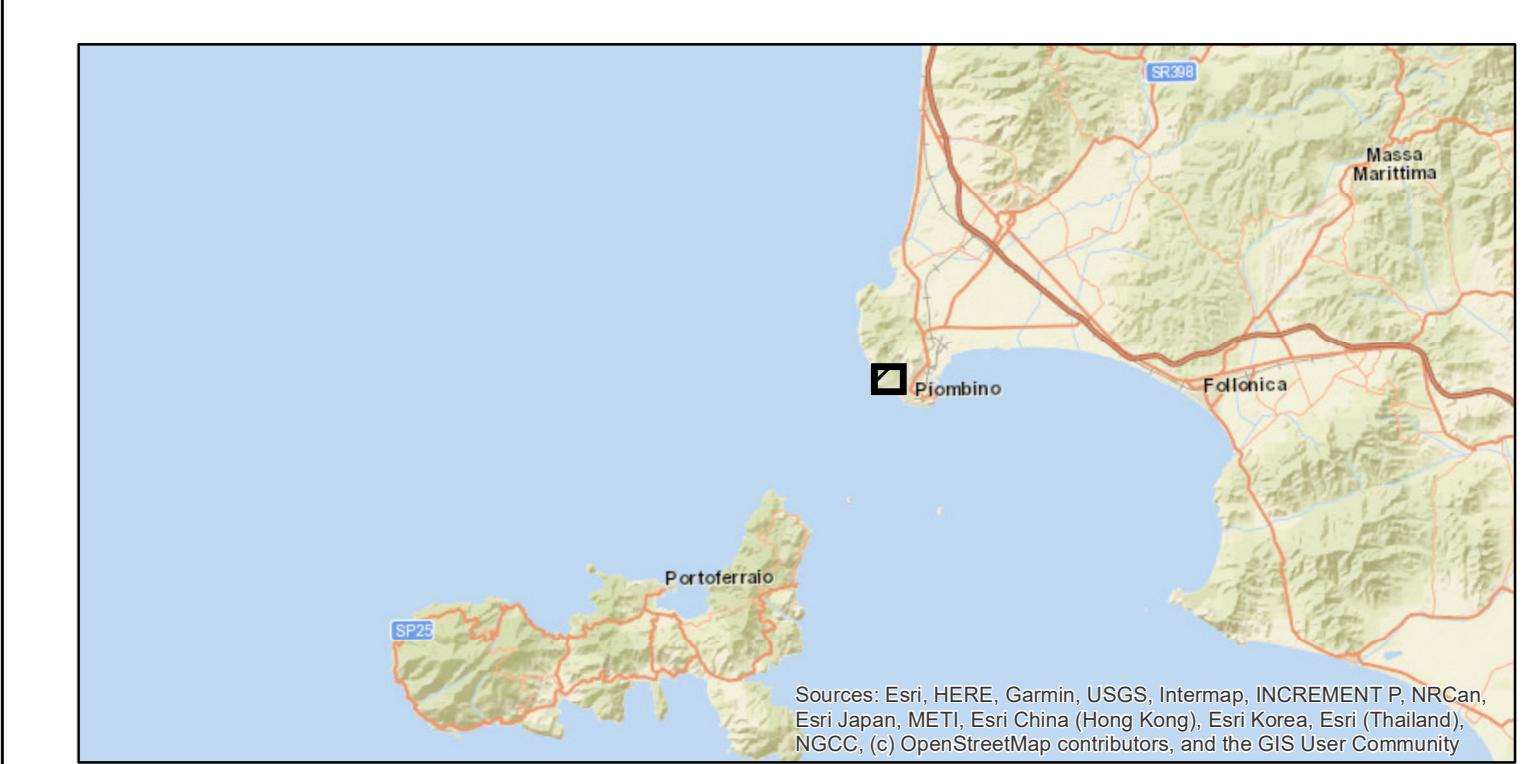 SR398
Massa
Marittima
Piombino
Follonica
Portoferraio
SP25
Sources: Esri, HERE, Garmin, USGS, Intermap, INCREMENT P, NRCan,
Esri Japan, METI, Esri China (Hong Kong), Esri Korea, Esri (Thailand),
NGCC, (c) OpenStreetMap contributors, and the GIS User Community